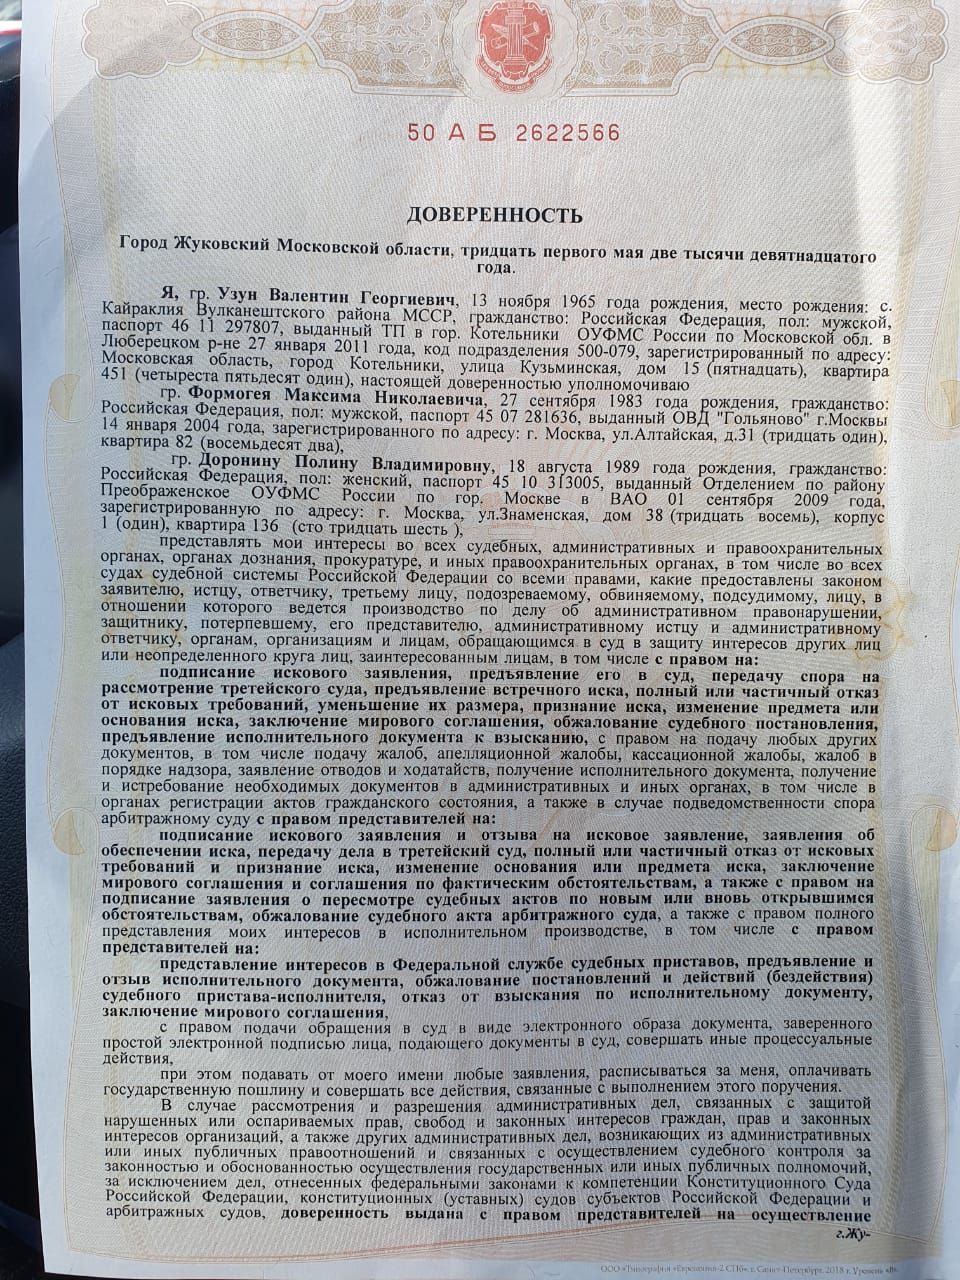 50 А Б 2622566
ДОВЕРЕННОСТЬ
Город Жуковский Московской области, тридцать первого мая две тысячи девятнадцатого
года.
Я, гр. Узун Валентин Георгиевич, 13 ноября 1965 года рождения, место рождения: с.
Кайраклия Вулканештского района МССР, гражданство: Российская Федерация, пол: мужской,
паспорт 46 11 297807, выданный ТП в гор. Котельники ОУФМС России по Московской обл. в
Люберецком р-не 27 января 2011 года, код подразделения 500-079, зарегистрированный по адресу:
Московская область, город Котельники, улица Кузьминская, дом 15 (пятнадцать), квартира
451 (четыреста пятьдесят один), настоящей доверенностью уполномочиваю
гр. Формогея Максима Николаевича, 27 сентября 1983 года рождения, гражданство:
Российская Федерация, пол: мужской, паспорт 45 07 281636, выданный ОВД "Гольяново" г.Москвы
14 января 2004 года, зарегистрированного по адресу: г. Москва, ул.Алтайская, д.31 (тридцать один),
квартира 82 (восемьдесят два),
гр. Доронину Полину Владимировну, 18 августа 1989 года рождения, гражданство:
Российская Федерация, пол: женский, паспорт 45 10 313005, выданный Отделением по району
Преображенское ОУФМС России по гор. Москве в ВАО 01 сентября 2009 года,
зарегистрированную по адресу: г. Москва, ул.Знаменская, дом 38 (тридцать восемь), корпус
1 (один), квартира 136 (сто тридцать шесть ),
представлять мои интересы во всех судебных, административных и правоохранительных
органах, органах дознания, прокуратуре, и иных правоохранительных органах, в том числе во всех
судах судебной системы Российской Федерации со всеми правами, какие предоставлены законом
заявителю, истцу, ответчику, третьему лицу, подозреваемому, обвиняемому, подсудимому, лицу, в
отношении которого ведется производство по делу об административном правонарушении,
защитнику, потерпевшему, его представителю, административному истцу и административному
ответчику, органам, организациям и лицам, обращающимся в суд в защиту интересов других лиц
или неопределенного круга лиц, заинтересованным лицам, в том числе с правом на:
подписание искового заявления, предъявление его в суд, передачу спора на
рассмотрение третейского суда, предъявление встречного иска, полный или частичный отказ
от исковых требований, уменьшение их размера, признание иска, изменение предмета или
основания иска, заключение мирового соглашения, обжалование судебного постановления,
предъявление исполнительного документа к взысканию, с правом на подачу любых других
документов, в том числе подачу жалоб, апелляционной жалобы, кассационной жалобы, жалоб в
порядке надзора, заявление отводов и ходатайств, получение исполнительного документа, получение
и истребование необходимых документов в административных и иных органах, в том числе в
органах регистрации актов гражданского состояния, а также в случае подведомственности спора
арбитражному суду с правом представителей на:
подписание искового заявления и отзыва на исковое заявление, заявления об
обеспечении иска, передачу дела в третейский суд, полный или частичный отказ от исковых
требований и признание иска, изменение основания или предмета иска, заключение
мирового соглашения и соглашения по фактическим обстоятельствам, а также с правом на
подписание заявления о пересмотре судебных актов по новым или вновь открывшимся
обстоятельствам, обжалование судебного акта арбитражного суда, а также с правом полного
представления моих интересов в исполнительном производстве, в том числе с правом
представителей на:
представление интересов в Федеральной службе судебных приставов, предъявление и
отзыв исполнительного документа, обжалование постановлений и действий (бездействия)
судебного пристава-исполнителя, отказ от взыскания по исполнительному документу,
заключение мирового соглашения,
с правом подачи обращения в суд в виде электронного образа документа, заверенного
простой электронной подписью лица, подающего документы в суд, совершать иные процессуальные
действия,
при этом подавать от моего имени любые заявления, расписываться за меня, оплачивать
государственную пошлину и совершать все действия, связанные с выполнением этого поручения.
В случае рассмотрения и разрешения административных дел, связанных с защитой
нарушенных или оспариваемых прав, свобод и законных интересов граждан, прав и законных
интересов организаций, а также других административных дел, возникающих из административных
или иных публичных правоотношений и связанных с осуществлением судебного контроля за
законностью и обоснованностью осуществления государственных или иных публичных полномочий,
за исключением дел, отнесенных федеральными законами к компетенции Конституционного Суда
Российской Федерации, конституционных (уставных) судов субъектов Российской Федерации и
арбитражных судов, доверенность выдана с правом представителей на осуществление
г.Жу-
ООО «Типография «Евразия-2 СПб», г. Санкт-Петербург, 2018 г. Уровень «В».